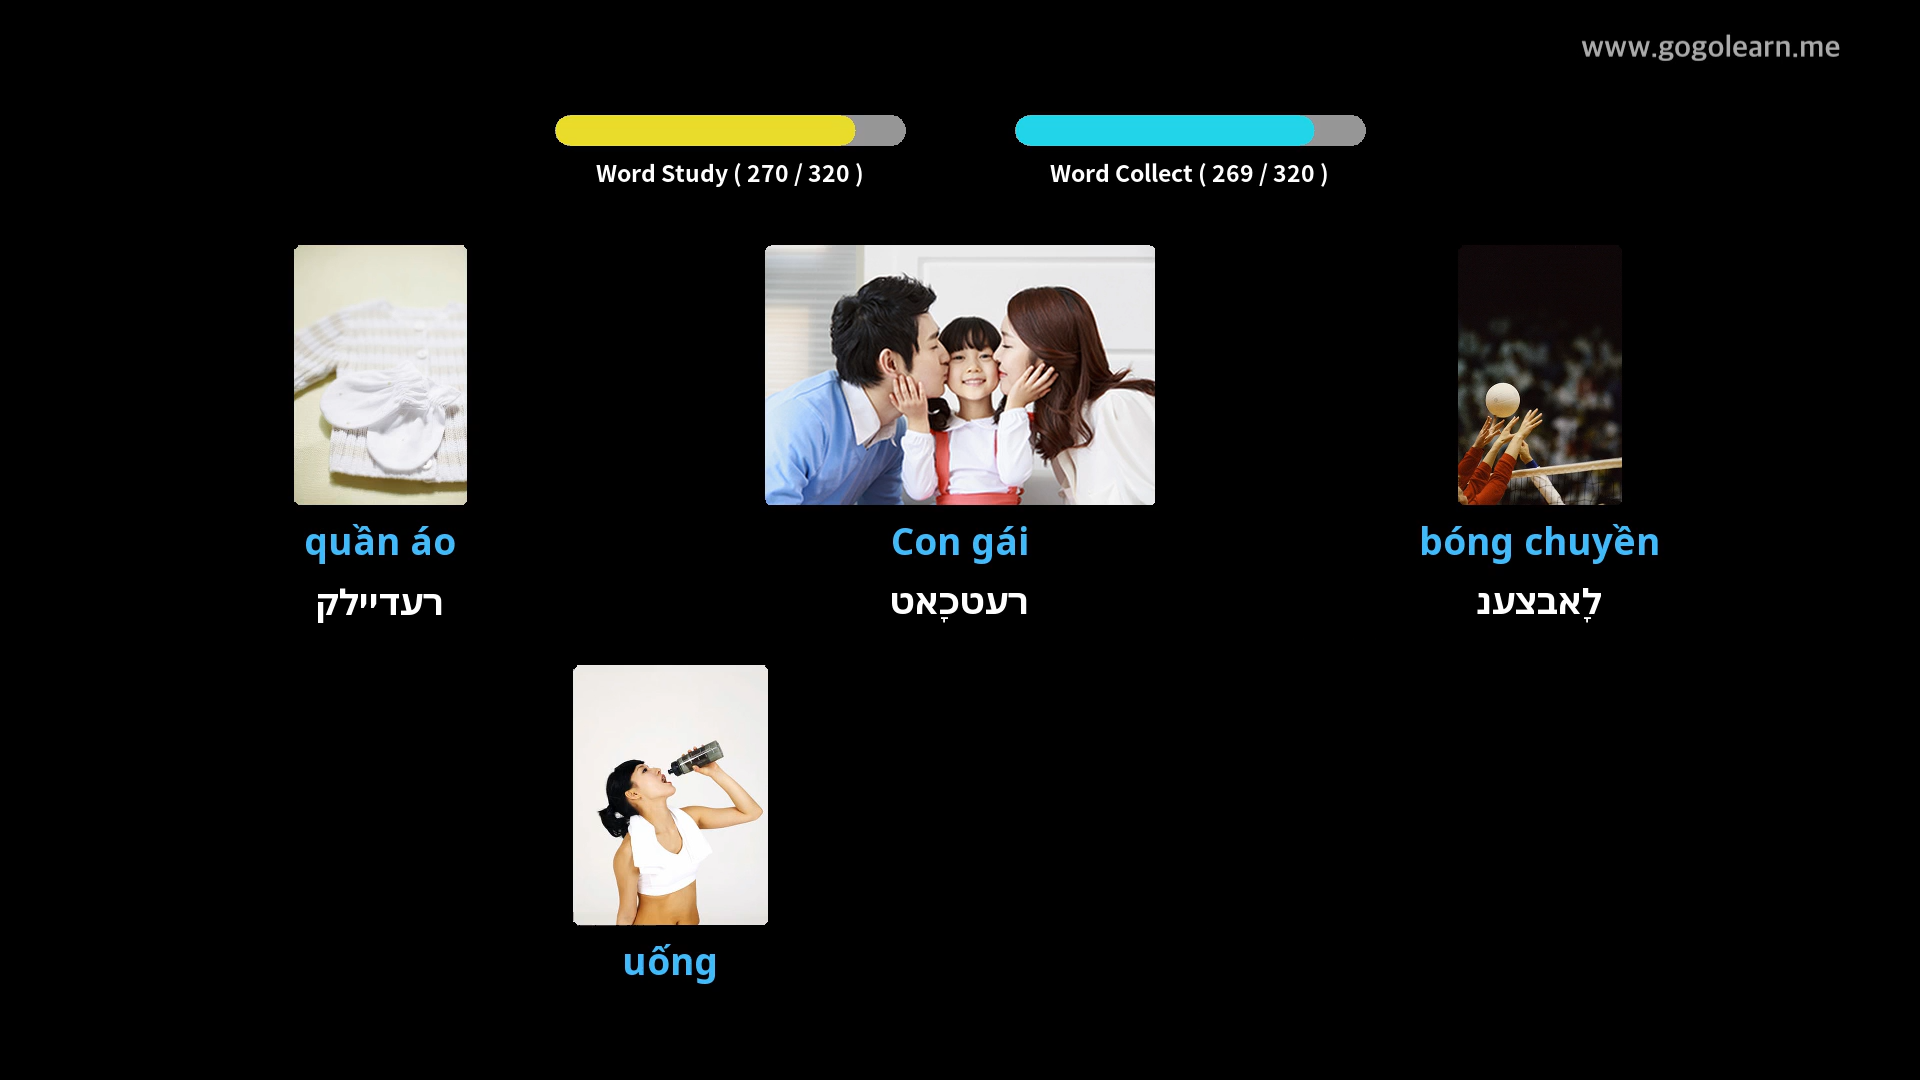 www.gogolearn.me
Word Study ( 270 / 320 )
Word Collect ( 269 / 320 )
quần áo
רעדיילק
Con gái
רעטכָאט
bóng chuyền
לָאבצענ
uống